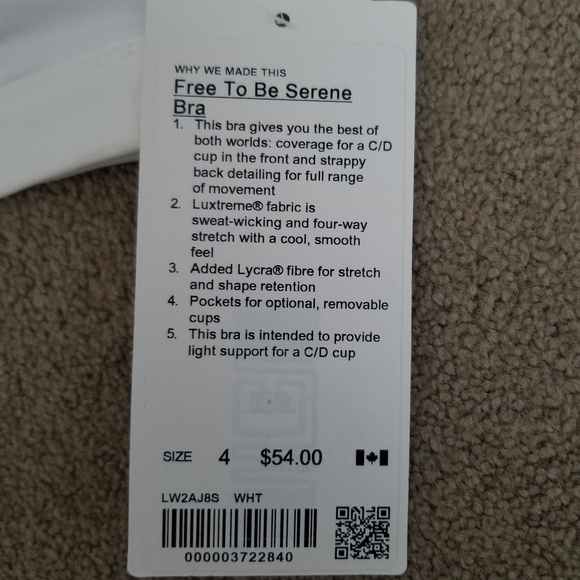 WHY WE MADE THIS
Free To Be Serene
Bra
1. This bra gives you the best of
both worlds: coverage for a C/D
cup in the front and strappy
back detailing for full range
of movement
2. Luxtreme® fabric is
sweat-wicking and four-way
stretch with a cool, smooth
feel
3. Added Lycra® fibre for stretch
and shape retention
4. Pockets for optional, removable
cups
5. This bra is intended to provide
light support for a C/D cup
SIZE 4 $54.00
LW2AJ8S WHT
000003722840